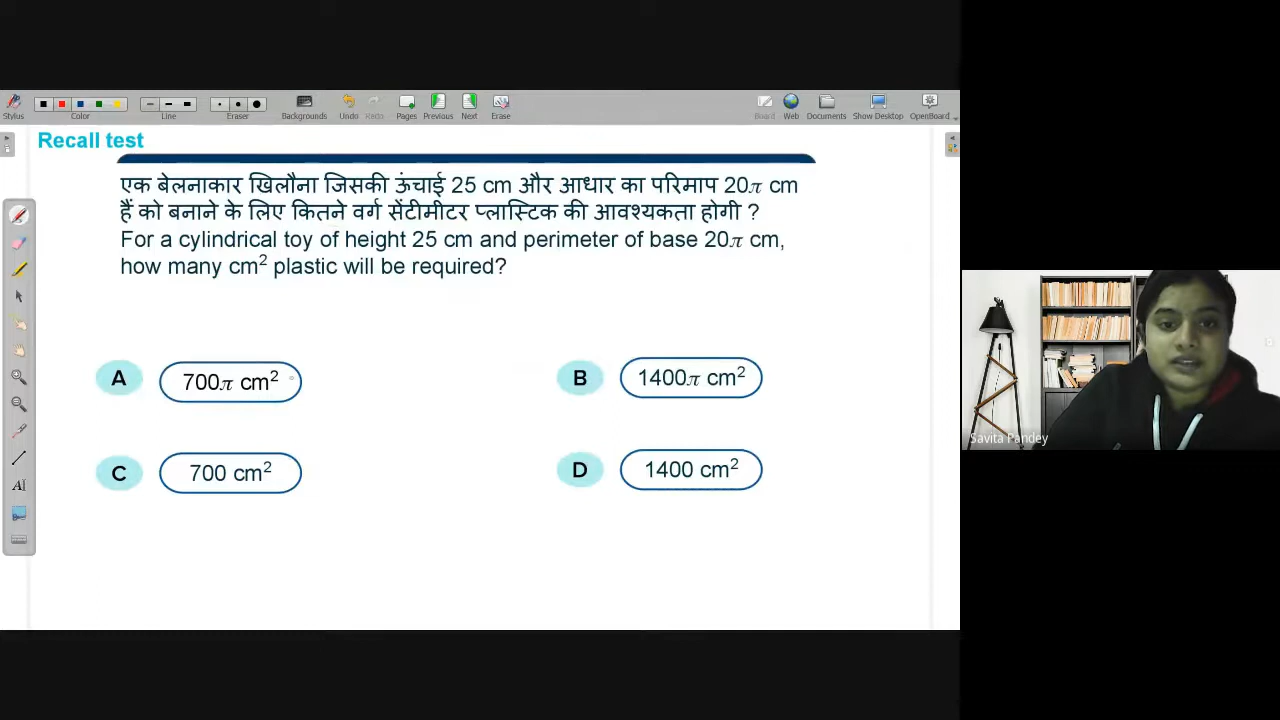 Stylus
Color
Line
Eraser
Backgrounds
Undo
Redo
Pages
Previous
Next
Erase
Board
Web
Documents
Show Desktop
OpenBoard
Recall test
एक बेलनाकार खिलौना जिसकी ऊंचाई 25 cm और आधार का परिमाप 20π cm
हैं को बनाने के लिए कितने वर्ग सेंटीमीटर प्लास्टिक की आवश्यकता होगी ?
For a cylindrical toy of height 25 cm and perimeter of base 20π cm,
how many cm² plastic will be required?
A 700π cm²
B 1400π cm²
C 700 cm²
D 1400 cm²
Savita Pandey